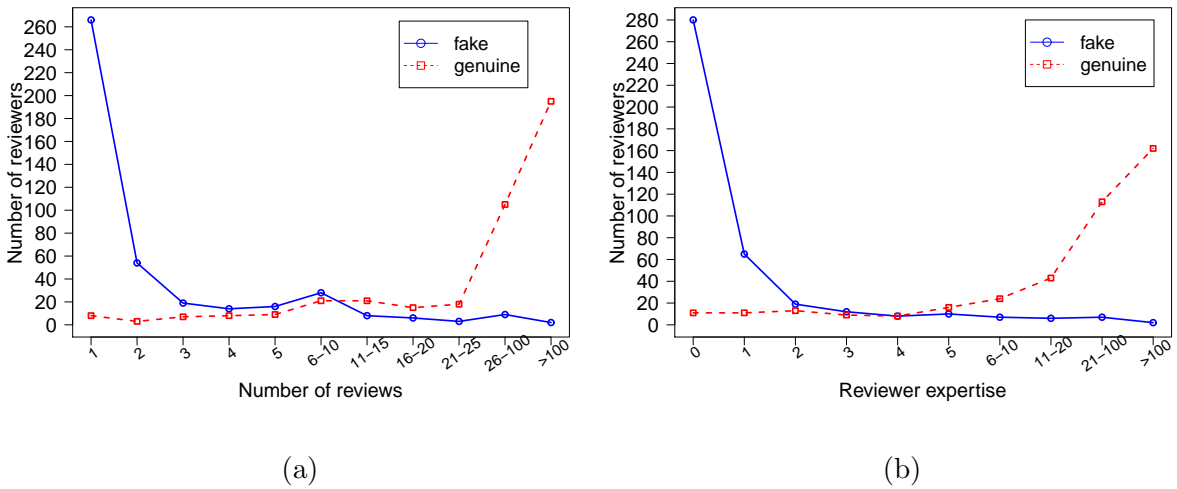 260
240
220
200
180
160
140
120
100
80
60
40
20
0
Number of reviewers
fake
genuine
1 2 3 4 5 6−10 11−15 16−20 21−25 26−100 >100
Number of reviews
(a)
280
260
240
220
200
180
160
140
120
100
80
60
40
20
0
Number of reviewers
fake
genuine
0 1 2 3 4 5 6−10 11−20 21−100 >100
Reviewer expertise
(b)